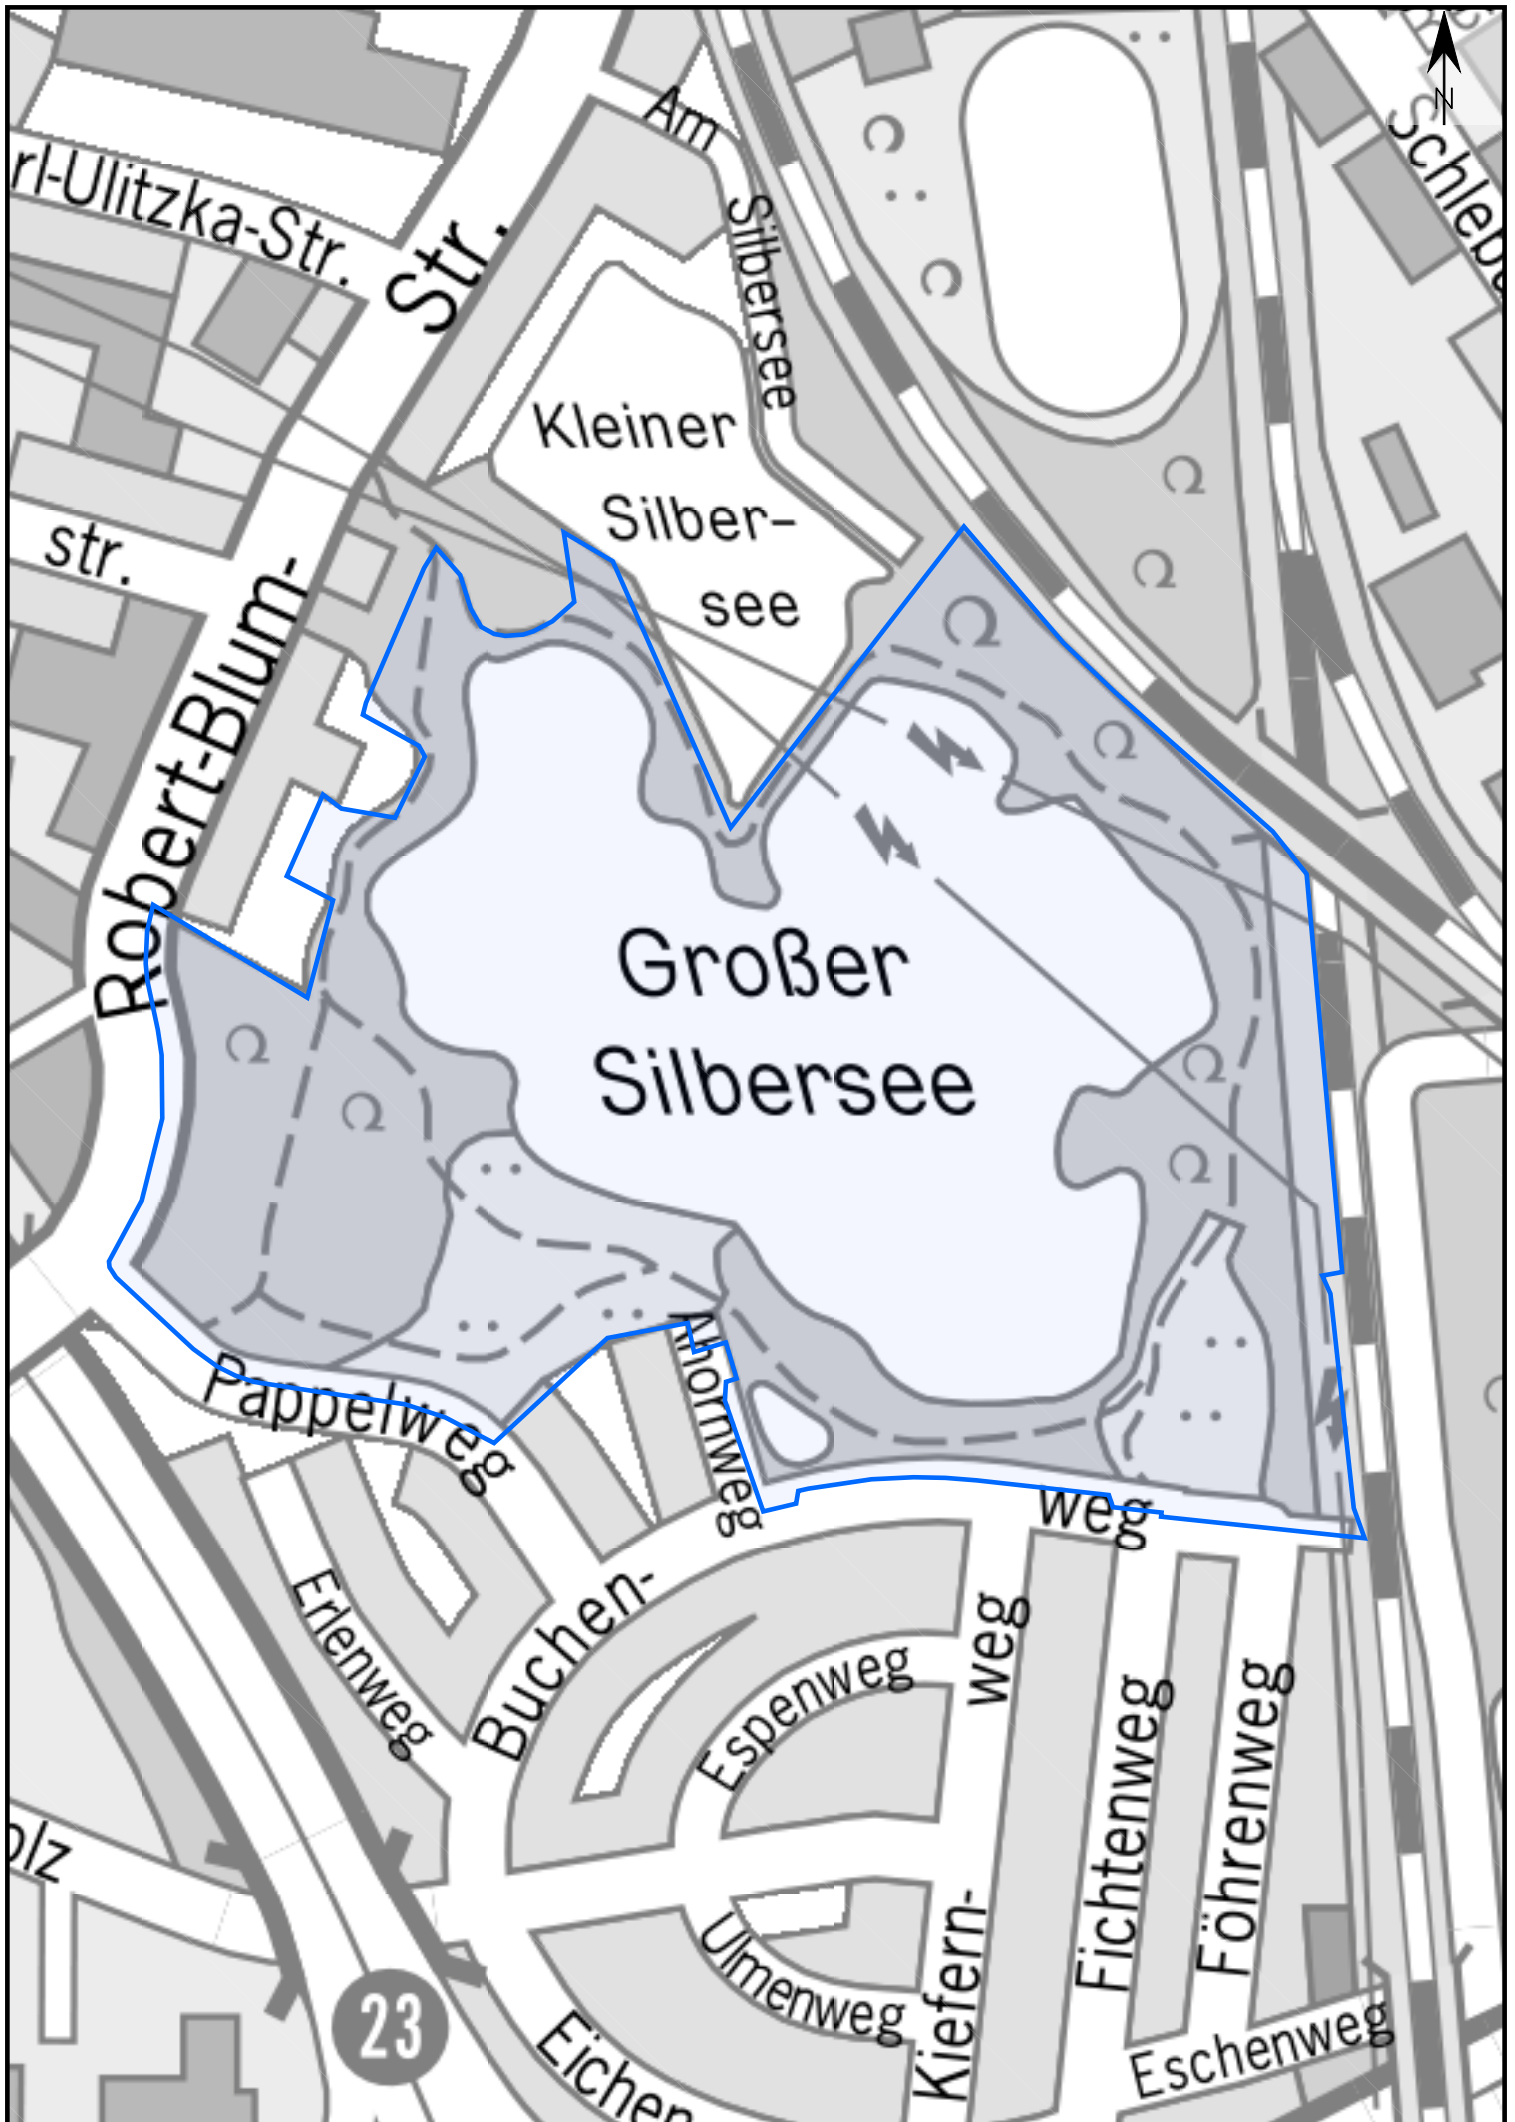 N
Am
Silbersee
rl-Ulitzka-Str.
Str.
Kleiner
Silber-
see
str.
Robert-Blum-
Großer
Silbersee
Pappelweg
Ahornweg
weg
Erlenweg
Buchen-
Espenweg
weg
Fichtenweg
Föhrenweg
olz
Ulmenweg
Kiefern-
23
Eichen
Eschenweg